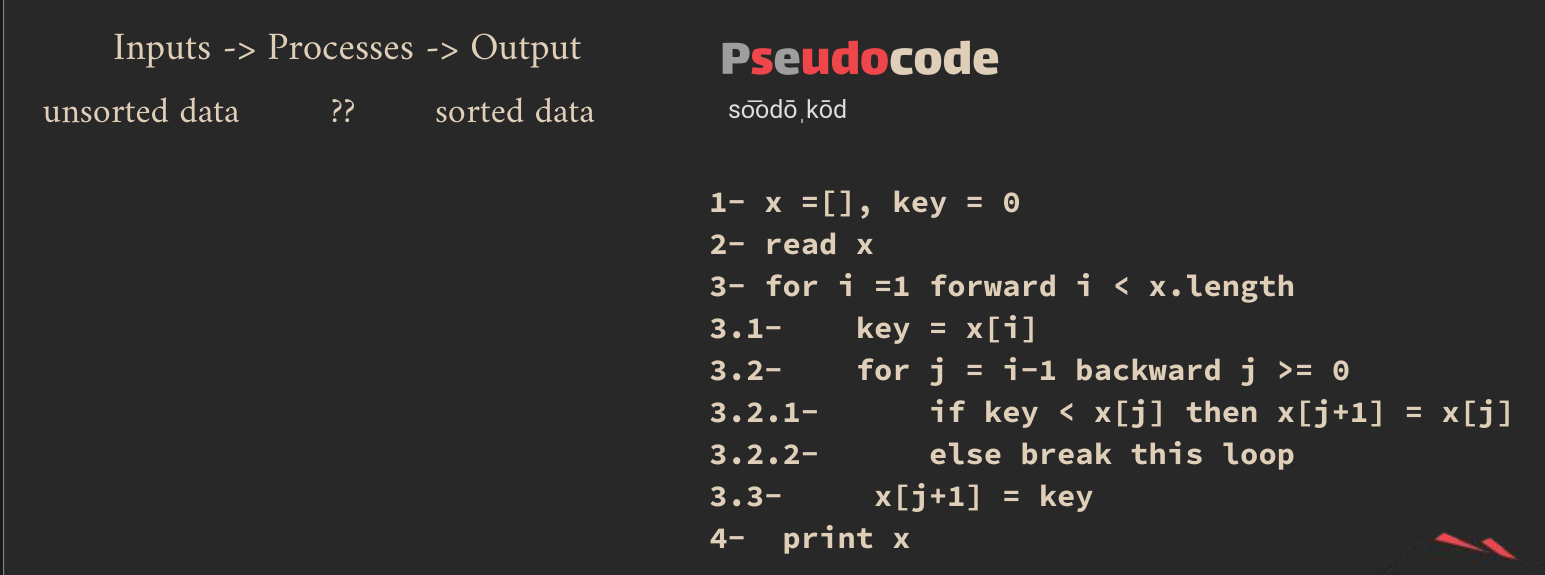 Inputs -> Processes -> Output
unsorted data ?? sorted data
Pseudocode
so͞odōˌkōd
1- x =[], key = 0
2- read x
3- for i =1 forward i < x.length
3.1- key = x[i]
3.2- for j = i-1 backward j >= 0
3.2.1- if key < x[j] then x[j+1] = x[j]
3.2.2- else break this loop
3.3- x[j+1] = key
4- print x